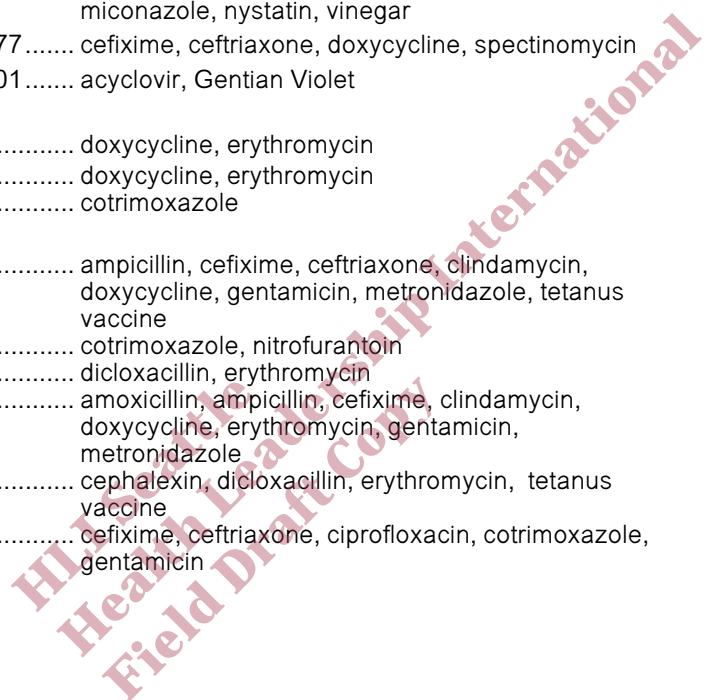 miconazole, nystatin, vinegar
77....... cefixime, ceftriaxone, doxycycline, spectinomycin
01....... acyclovir, Gentian Violet
........... doxycycline, erythromycin
........... doxycycline, erythromycin
........... cotrimoxazole
........... ampicillin, cefixime, ceftriaxone, clindamycin,
doxycycline, gentamicin, metronidazole, tetanus
vaccine
........... cotrimoxazole, nitrofurantoin
........... dicloxacillin, erythromycin
........... amoxicillin, ampicillin, cefixime, clindamycin,
doxycycline, erythromycin, gentamicin,
metronidazole
........... cephalexin, dicloxacillin, erythromycin, tetanus
vaccine
........... cefixime, ceftriaxone, ciprofloxacin, cotrimoxazole,
gentamicin
HLI Seattle
Health Leadership International
Field Draft Copy